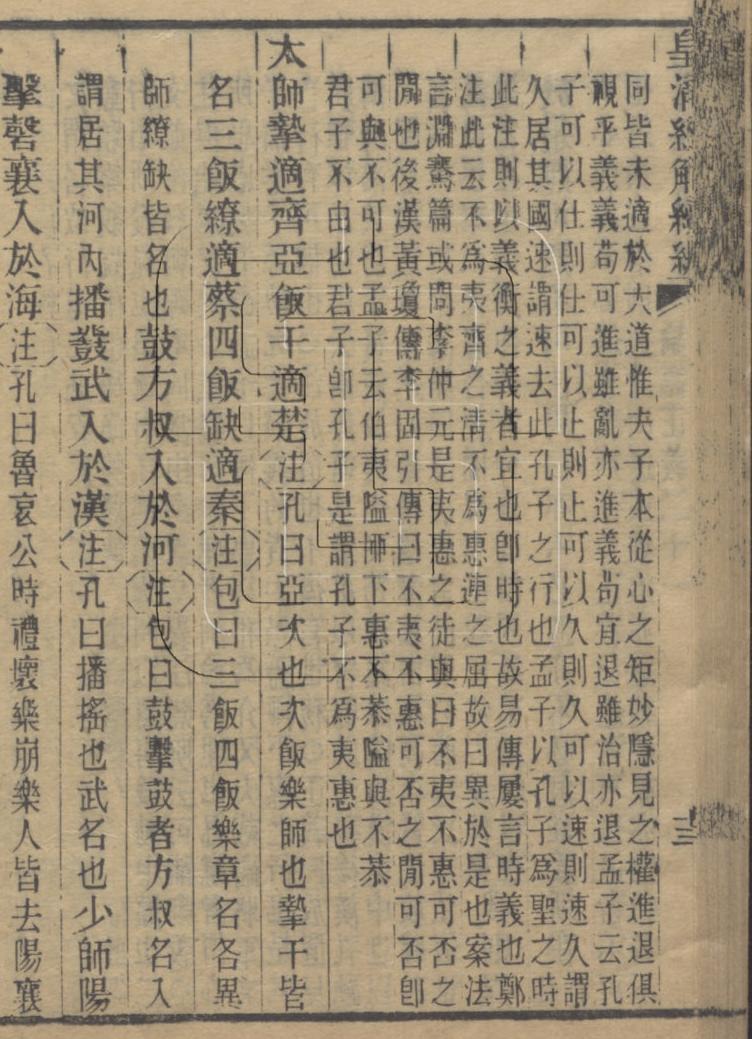 皇清經解經
同皆未適於大道惟夫子本從心之矩妙隱見之權進退俱
視乎義義苟可進雖亂亦進義苟宜退雖治亦退孟子云孔
子可以仕則仕可以止則止可以久則久可以速則速久謂
久居其國速謂速去此孔子之行也孟子以孔子爲聖之時
此注則以義衡之義者宜也卽時也故易傳屢言時義也鄭
注此云不爲夷齊之清不爲惠連之屈故曰異於是也案法
言淵騫篇或問李仲元是夷惠之徒與曰不夷不惠可否之
閒也後漢黃瓊傳李固引傳曰不夷不惠可否之閒可否卽
可與不可也孟子云伯夷隘柳下惠不恭隘與不恭
君子不由也君子卽孔子是謂孔子不爲夷惠也
太師摯適齊亞飯干適楚注孔曰亞次也次飯樂師也摯干皆
名三飯繚適蔡四飯缺適秦注包曰三飯四飯樂章名各異
師繚缺皆名也鼓方叔入於河注包曰鼓擊鼓者方叔名入
謂居其河內播鼗武入於漢注孔曰播搖也武名也少師陽
擊磬襄入於海注孔曰魯哀公時禮壞樂崩樂人皆去陽襄